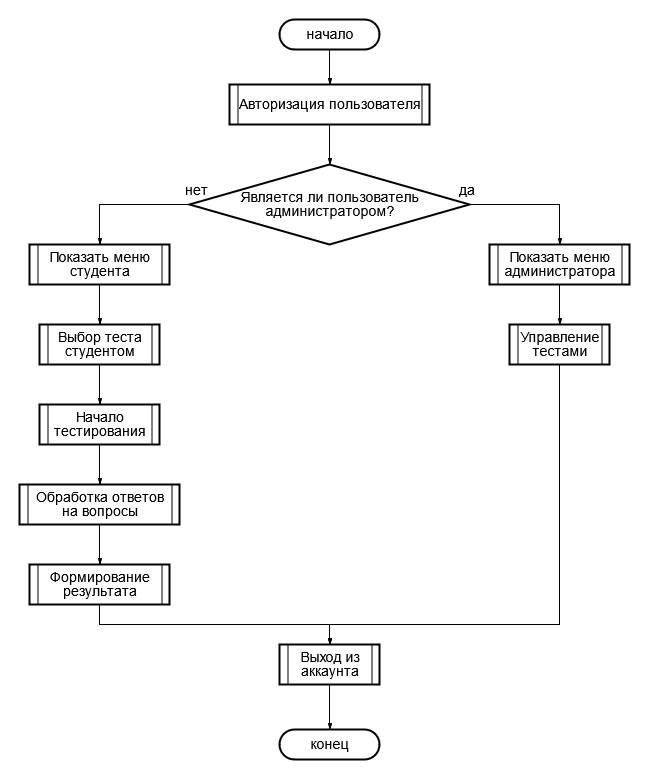 начало
Авторизация пользователя
нет
Является ли пользователь
администратором?
да
Показать меню
студента
Показать меню
администратора
Выбор теста
студентом
Управление
тестами
Начало
тестирования
Обработка ответов
на вопросы
Формирование
результата
Выход из
аккаунта
конец